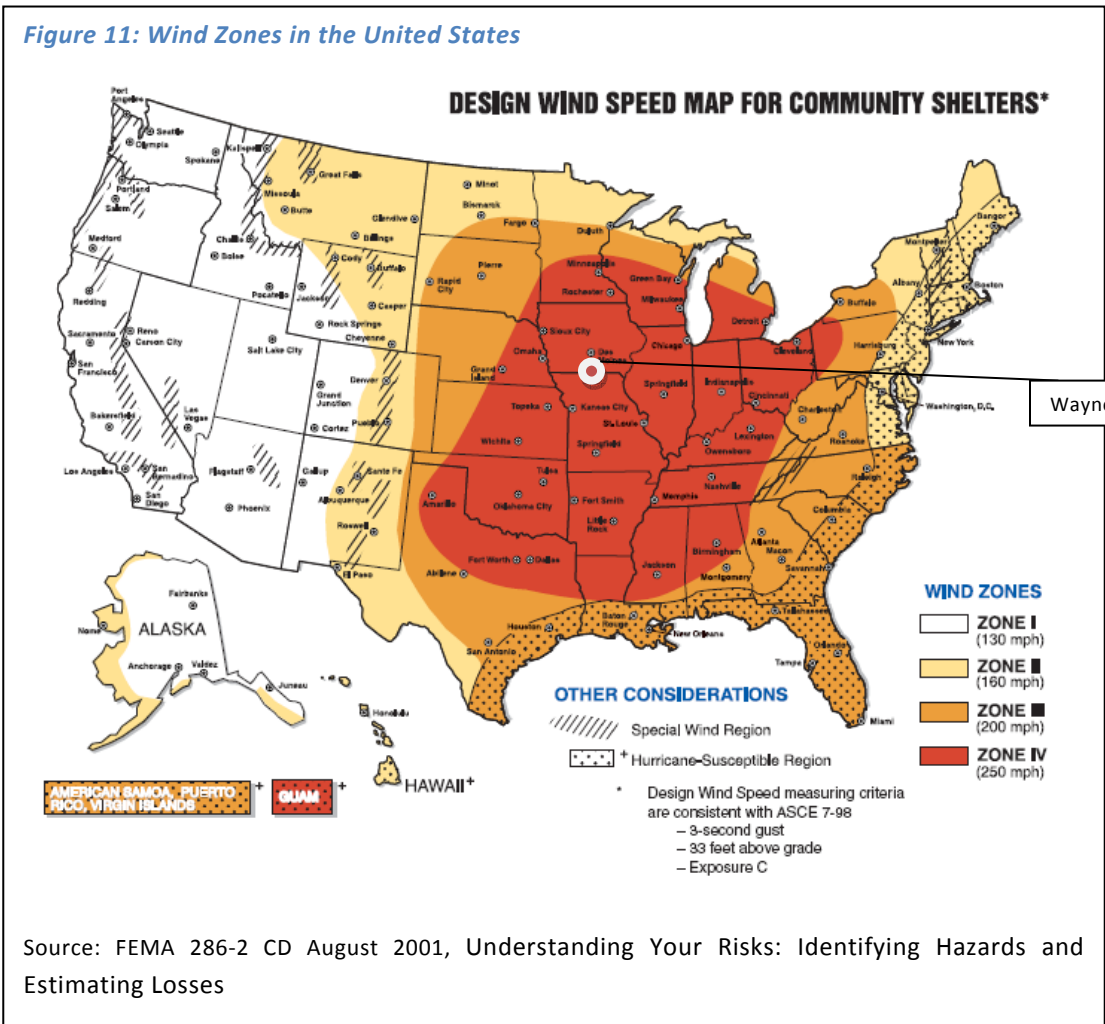 Figure 11: Wind Zones in the United States
DESIGN WIND SPEED MAP FOR COMMUNITY SHELTERS*
Port
Angeles
Seattle
Olympia
Spokane
Kalispell
Great Falls
Portland
Salem
Missoula
Butte
Glendive
Billings
Minot
Bismarck
Fargo
Duluth
Medford
Challis
Boise
Cody
Buffalo
Rapid
City
Pierre
Minneapolis
Rochester
Green Bay
Milwaukee
Bangor
Montpelier
Albany
Boston
Buffalo
Detroit
Redding
Pocatello
Jackson
Casper
Rock Springs
Cheyenne
Sioux City
Des
Moines
Chicago
Cleveland
Harrisburg
New York
Sacramento
Reno
Carson City
San
Francisco
Salt Lake City
Omaha
Grand
Island
Denver
Grand
Junction
Pueblo
Cortez
Topeka
Kansas City
Springfield
Indianapolis
Cincinnati
Charleston
Washington, D.C.
Wayne
St. Louis
Lexington
Owensboro
Roanoke
Bakersfield
Las
Vegas
Wichita
Springfield
Nashville
Raleigh
Los Angeles
San
Bernadino
San
Diego
Flagstaff
Gallup
Sante Fe
Albuquerque
Phoenix
Roswell
El Paso
Amarillo
Tulsa
Oklahoma City
Fort Smith
Little
Rock
Memphis
Columbia
Atlanta
Macon
Savannah
Birmingham
Montgomery
Fort Worth
Dallas
Abilene
Jackson
Houston
Baton
Rouge
New Orleans
Tallahassee
San Antonio
Orlando
Tampa
Miami
Fairbanks
Nome
ALASKA
Anchorage
Valdez
Juneau
Honolulu
HAWAII+
AMERICAN SAMOA, PUERTO
RICO, VIRGIN ISLANDS
+
GUAM
+
OTHER CONSIDERATIONS
Special Wind Region
+ Hurricane-Susceptible Region
* Design Wind Speed measuring criteria
are consistent with ASCE 7-98
– 3-second gust
– 33 feet above grade
– Exposure C
WIND ZONES
ZONE I
(130 mph)
ZONE II
(160 mph)
ZONE III
(200 mph)
ZONE IV
(250 mph)
Source: FEMA 286-2 CD August 2001, Understanding Your Risks: Identifying Hazards and
Estimating Losses